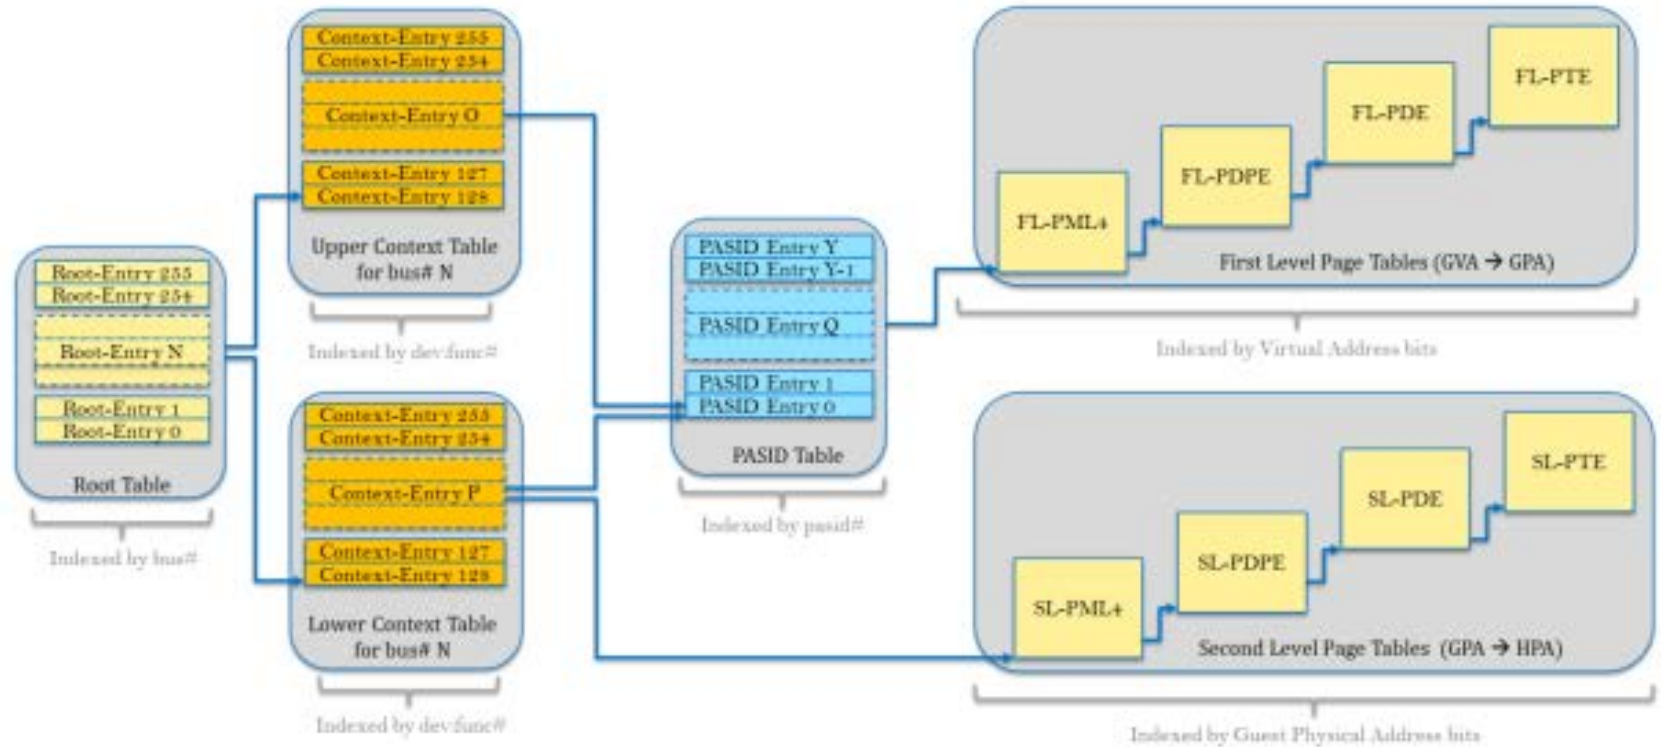 Root-Entry 255
Root-Entry 254
Root-Entry N
Root-Entry 1
Root-Entry 0
Root Table
Indexed by bus#
Context-Entry 255
Context-Entry 254
Context-Entry O
Context-Entry 127
Context-Entry 128
Upper Context Table
for bus# N
Indexed by dev:func#
Context-Entry 255
Context-Entry 254
Context-Entry P
Context-Entry 127
Context-Entry 128
Lower Context Table
for bus# N
Indexed by dev:func#
PASID Entry Y
PASID Entry Y-1
PASID Entry Q
PASID Entry 1
PASID Entry 0
PASID Table
Indexed by pasid#
FL-PML4
FL-PDPE
FL-PDE
FL-PTE
First Level Page Tables (GVA → GPA)
Indexed by Virtual Address bits
SL-PML4
SL-PDPE
SL-PDE
SL-PTE
Second Level Page Tables (GPA → HPA)
Indexed by Guest Physical Address bits